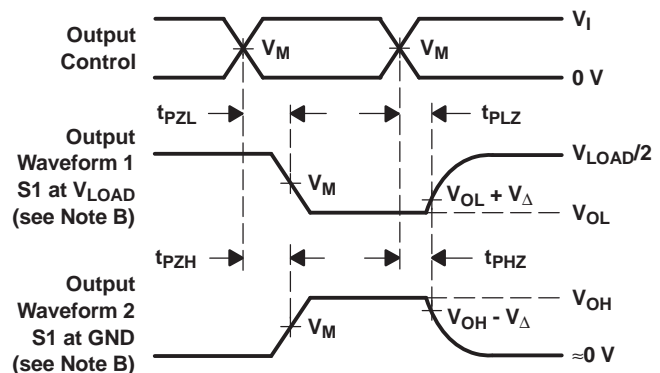 Output
Control
V_M
V_M
V_I
0 V
t_PZL
t_PLZ
Output
Waveform 1
S1 at V_LOAD
(see Note B)
V_M
V_LOAD/2
V_OL + V_Δ
V_OL
t_PZH
t_PHZ
Output
Waveform 2
S1 at GND
(see Note B)
V_M
V_OH
V_OH - V_Δ
≈0 V